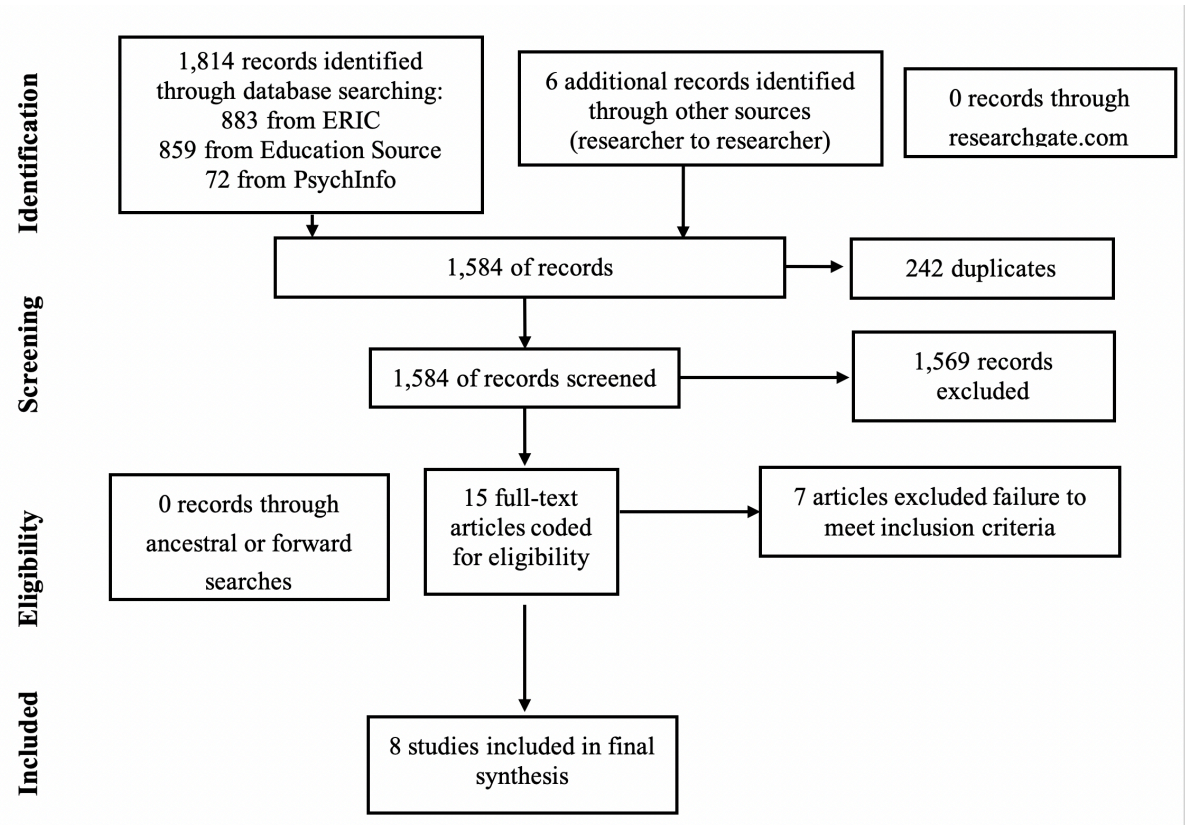 Identification
1,814 records identified
through database searching:
883 from ERIC
859 from Education Source
72 from PsychInfo
6 additional records identified
through other sources
(researcher to researcher)
0 records through
researchgate.com
1,584 of records
242 duplicates
Screening
1,584 of records screened
1,569 records
excluded
Eligibility
0 records through
ancestral or forward
searches
15 full-text
articles coded
for eligibility
7 articles excluded failure to
meet inclusion criteria
Included
8 studies included in final
synthesis